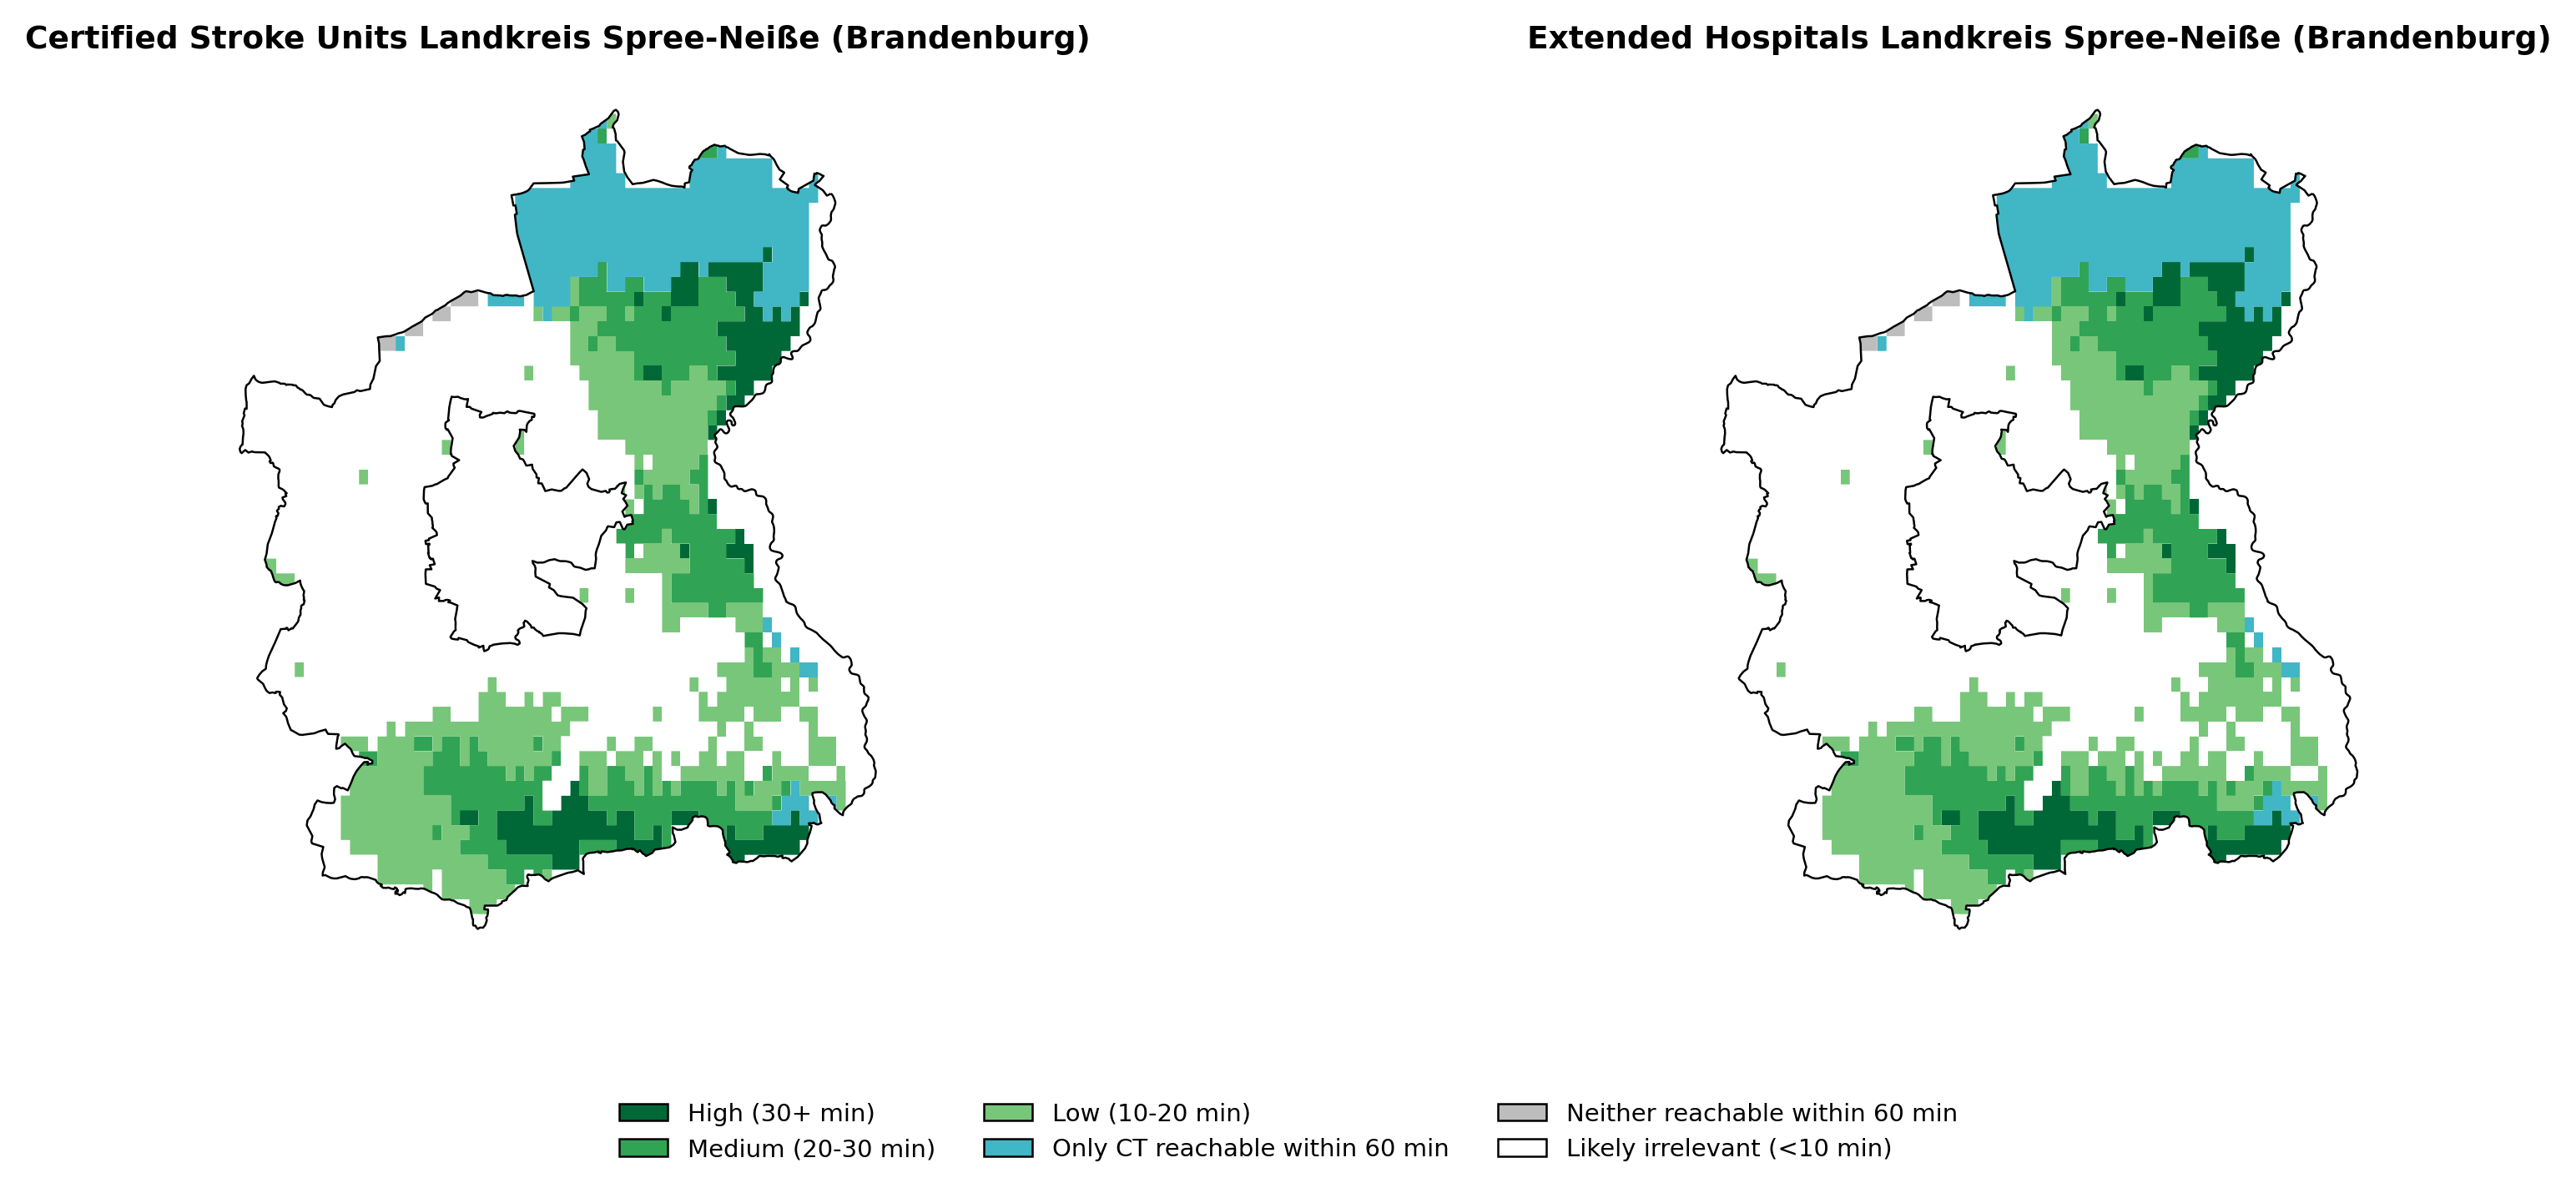 Certified Stroke Units Landkreis Spree-Neiße (Brandenburg)
Extended Hospitals Landkreis Spree-Neiße (Brandenburg)
High (30+ min)
Medium (20-30 min)
Low (10-20 min)
Only CT reachable within 60 min
Neither reachable within 60 min
Likely irrelevant (<10 min)